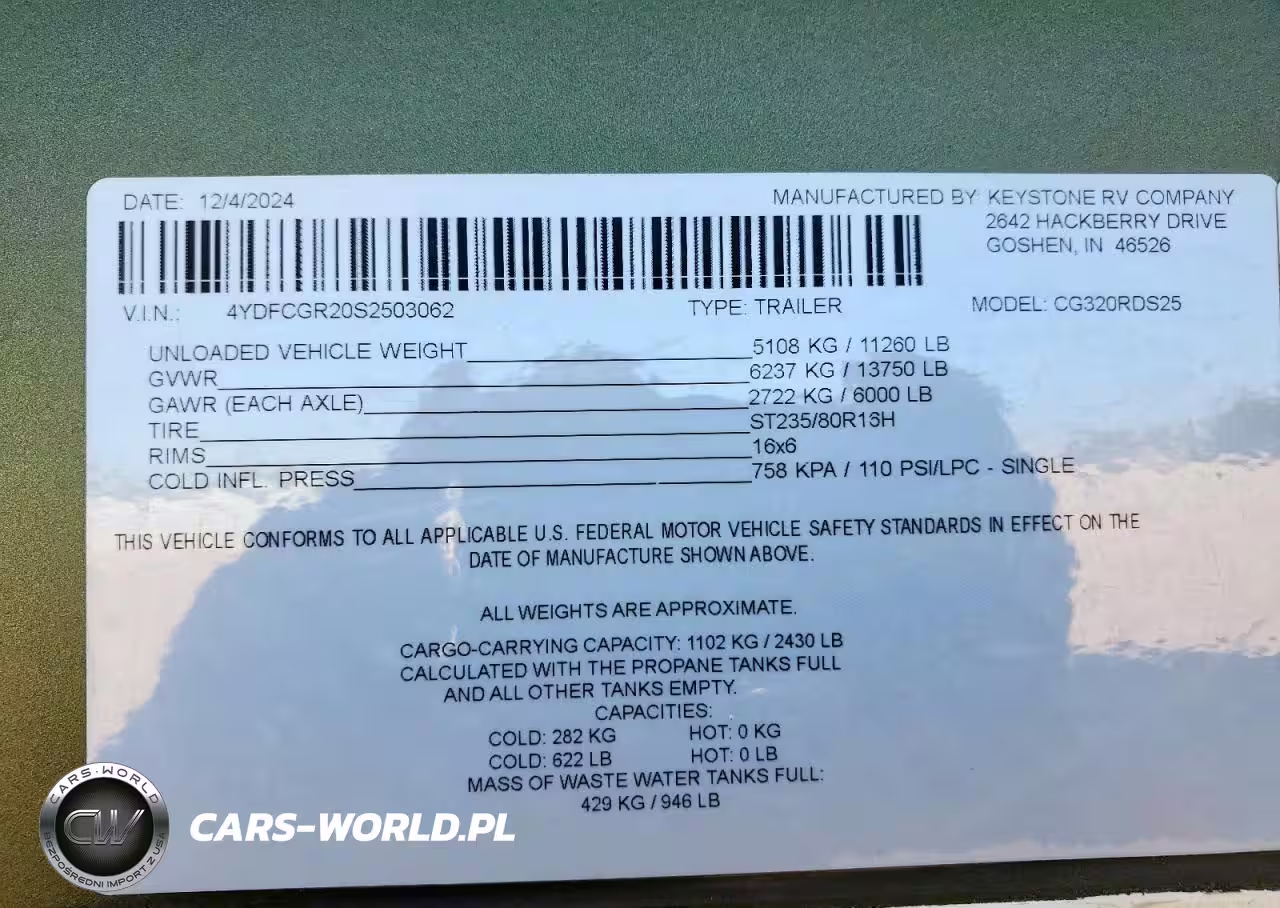 DATE: 12/4/2024
MANUFACTURED BY KEYSTONE RV COMPANY
2642 HACKBERRY DRIVE
GOSHEN, IN 46526
V.I.N.: 4YDFCGR20S2503062 TYPE: TRAILER MODEL: CG320RDS25
UNLOADED VEHICLE WEIGHT 5108 KG / 11260 LB
GVWR 6237 KG / 13750 LB
GAWR (EACH AXLE) 2722 KG / 6000 LB
TIRE ST235/80R16H
RIMS 16x6
COLD INFL. PRESS 758 KPA / 110 PSI/LPC - SINGLE
THIS VEHICLE CONFORMS TO ALL APPLICABLE U.S. FEDERAL MOTOR VEHICLE SAFETY STANDARDS IN EFFECT ON THE
DATE OF MANUFACTURE SHOWN ABOVE.
ALL WEIGHTS ARE APPROXIMATE.
CARGO-CARRYING CAPACITY: 1102 KG / 2430 LB
CALCULATED WITH THE PROPANE TANKS FULL
AND ALL OTHER TANKS EMPTY.
CAPACITIES:
COLD: 282 KG HOT: 0 KG
COLD: 622 LB HOT: 0 LB
MASS OF WASTE WATER TANKS FULL:
429 KG / 946 LB
CARS-WORLD
CW
BEZPOŚREDNI IMPORT Z USA
CARS-WORLD.PL